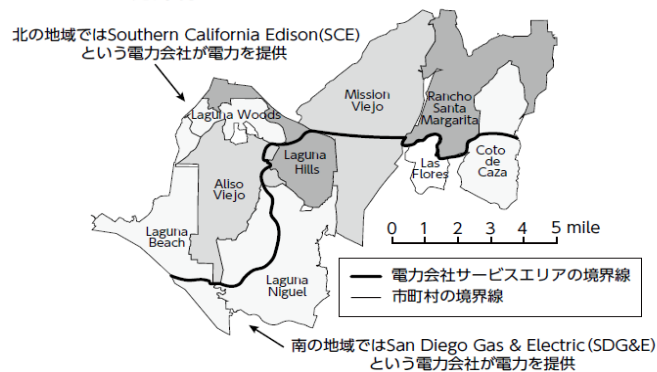 北の地域ではSouthern California Edison(SCE)
という電力会社が電力を提供
Mission
Viejo
Rancho
Santa
Margarita
Laguna Woods
Laguna
Hills
Las
Flores
Coto
de
Caza
Aliso
Viejo
Laguna
Beach
Laguna
Niguel
0 1 2 3 4 5 mile
電力会社サービスエリアの境界線
市町村の境界線
南の地域ではSan Diego Gas & Electric(SDG&E)
という電力会社が電力を提供